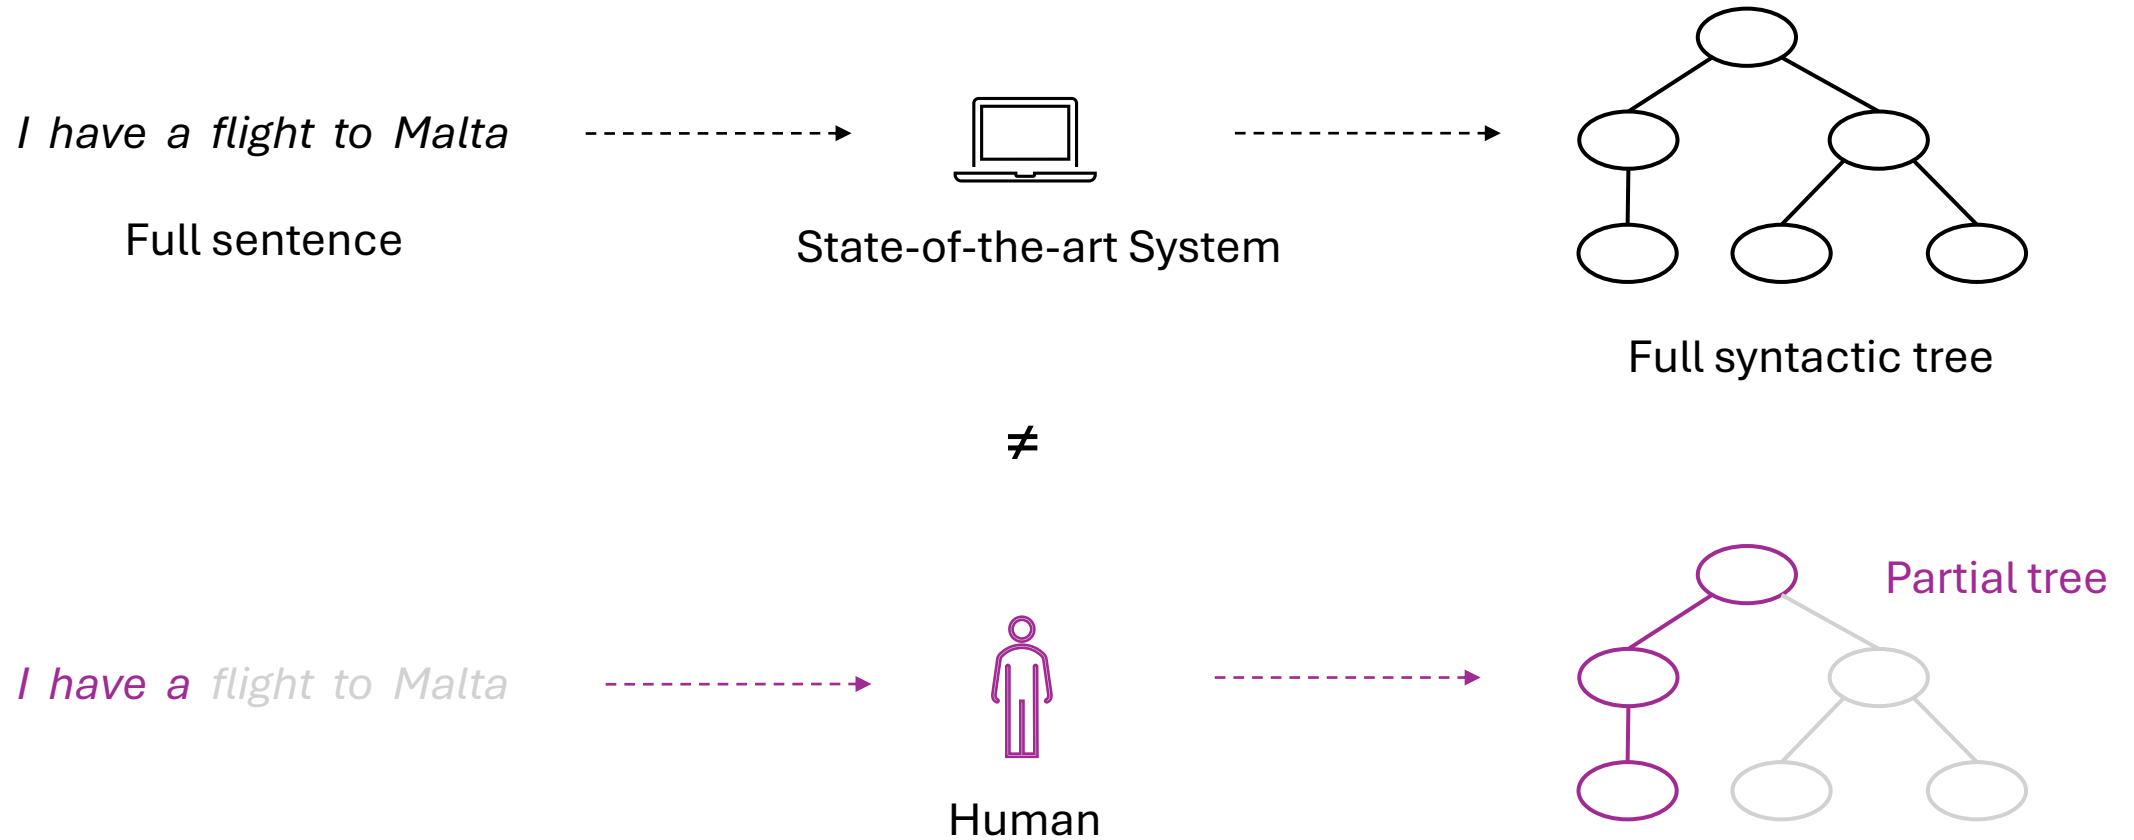 I have a flight to Malta
Full sentence
State-of-the-art System
Full syntactic tree
≠
Partial tree
I have a flight to Malta
Human